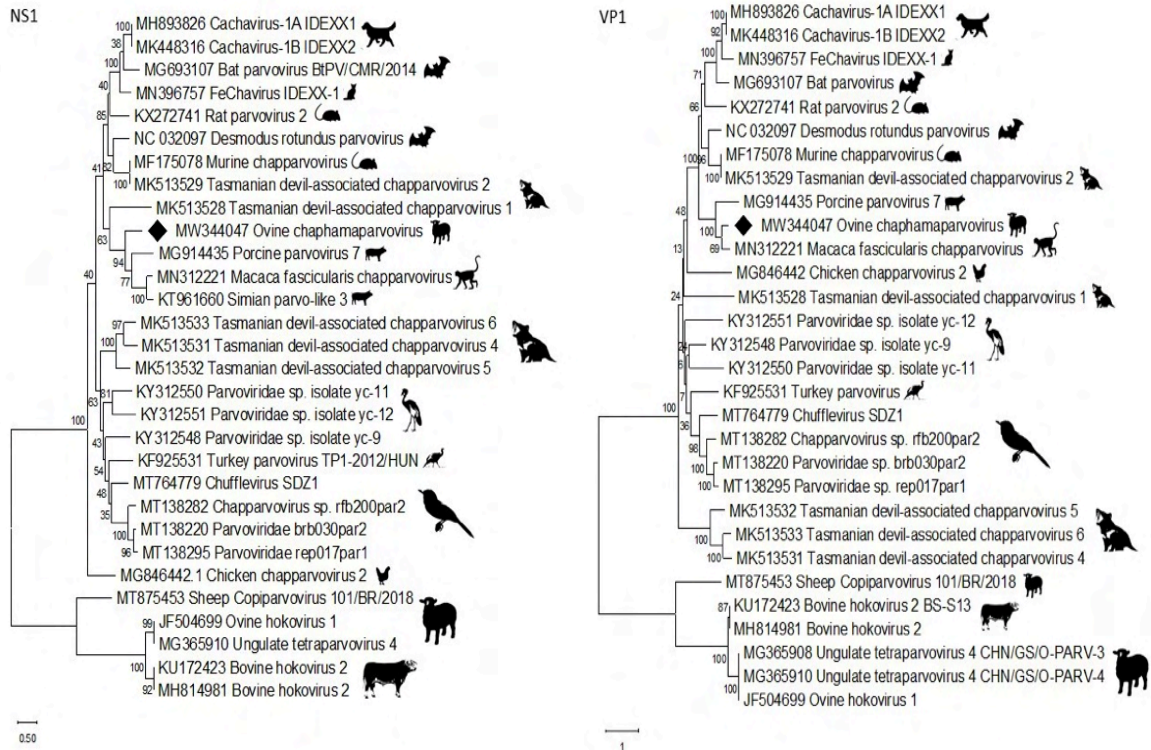 NS1
100
MH893826 Cachavirus-1A IDEXX1
38
MK448316 Cachavirus-1B IDEXX2
100
MG693107 Bat parvovirus BtPV/CMR/2014
40
MN396757 FeChavirus IDEXX-1
85
KX272741 Rat parvovirus 2
NC 032097 Desmodus rotundus parvovirus
41
MF175078 Murine chapparvovirus
100
MK513529 Tasmanian devil-associated chapparvovirus 2
MK513528 Tasmanian devil-associated chapparvovirus 1
63
MW344047 Ovine chaphamaparvovirus
94
MG914435 Porcine parvovirus 7
40
77
MN312221 Macaca fascicularis chapparvovirus
100
KT961660 Simian parvo-like 3
97
MK513533 Tasmanian devil-associated chapparvovirus 6
100
MK513531 Tasmanian devil-associated chapparvovirus 4
MK513532 Tasmanian devil-associated chapparvovirus 5
63
81
KY312550 Parvoviridae sp. isolate yc-11
100
KY312551 Parvoviridae sp. isolate yc-12
43
KY312548 Parvoviridae sp. isolate yc-9
54
KF925531 Turkey parvovirus TP1-2012/HUN
48
MT764779 Chufflevirus SDZ1
35
MT138282 Chapparvovirus sp. rfb200par2
MT138220 Parvoviridae brb030par2
96
MT138295 Parvoviridae rep017par1
MG846442.1 Chicken chapparvovirus 2
MT875453 Sheep Copiparvovirus 101/BR/2018
99
JF504699 Ovine hokovirus 1
MG365910 Ungulate tetraparvovirus 4
100
KU172423 Bovine hokovirus 2
92
MH814981 Bovine hokovirus 2
0.50
VP1
100
MH893826 Cachavirus-1A IDEXX1
92
MK448316 Cachavirus-1B IDEXX2
100
MN396757 FeChavirus IDEXX-1
71
MG693107 Bat parvovirus
66
KX272741 Rat parvovirus 2
NC 032097 Desmodus rotundus parvovirus
100
MF175078 Murine chapparvovirus
100
MK513529 Tasmanian devil-associated chapparvovirus 2
48
MG914435 Porcine parvovirus 7
100
MW344047 Ovine chaphamaparvovirus
13
69
MN312221 Macaca fascicularis chapparvovirus
MG846442 Chicken chapparvovirus 2
24
MK513528 Tasmanian devil-associated chapparvovirus 1
KY312551 Parvoviridae sp. isolate yc-12
KY312548 Parvoviridae sp. isolate yc-9
KY312550 Parvoviridae sp. isolate yc-11
7
KF925531 Turkey parvovirus
100
36
MT764779 Chufflevirus SDZ1
98
MT138282 Chapparvovirus sp. rfb200par2
100
MT138220 Parvoviridae sp. brb030par2
100
MT138295 Parvoviridae sp. rep017par1
MK513532 Tasmanian devil-associated chapparvovirus 5
100
MK513533 Tasmanian devil-associated chapparvovirus 6
100
MK513531 Tasmanian devil-associated chapparvovirus 4
MT875453 Sheep Copiparvovirus 101/BR/2018
87
KU172423 Bovine hokovirus 2 BS-S13
MH814981 Bovine hokovirus 2
100
MG365908 Ungulate tetraparvovirus 4 CHN/GS/O-PARV-3
MG365910 Ungulate tetraparvovirus 4 CHN/GS/O-PARV-4
100
JF504699 Ovine hokovirus 1
1